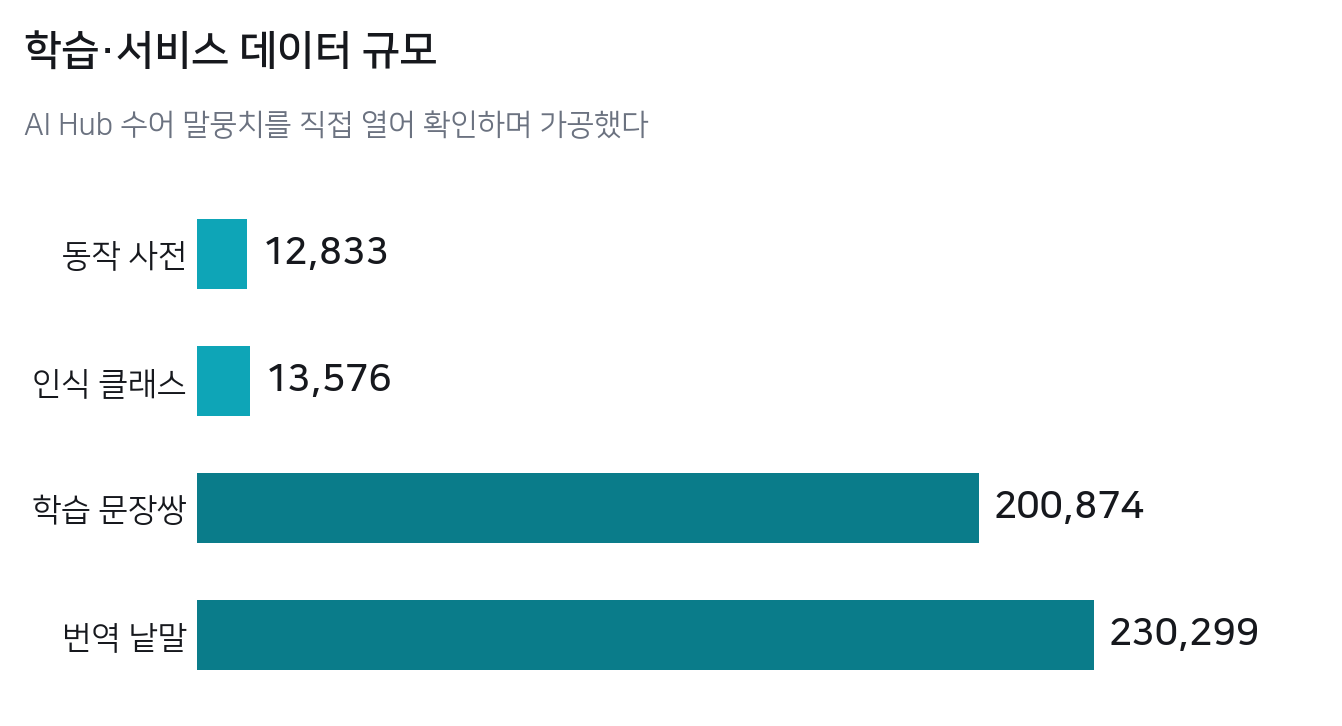 학습·서비스 데이터 규모
AI Hub 수어 말뭉치를 직접 열어 확인하며 가공했다
동작 사전 12,833
인식 클래스 13,576
학습 문장쌍 200,874
번역 낱말 230,299